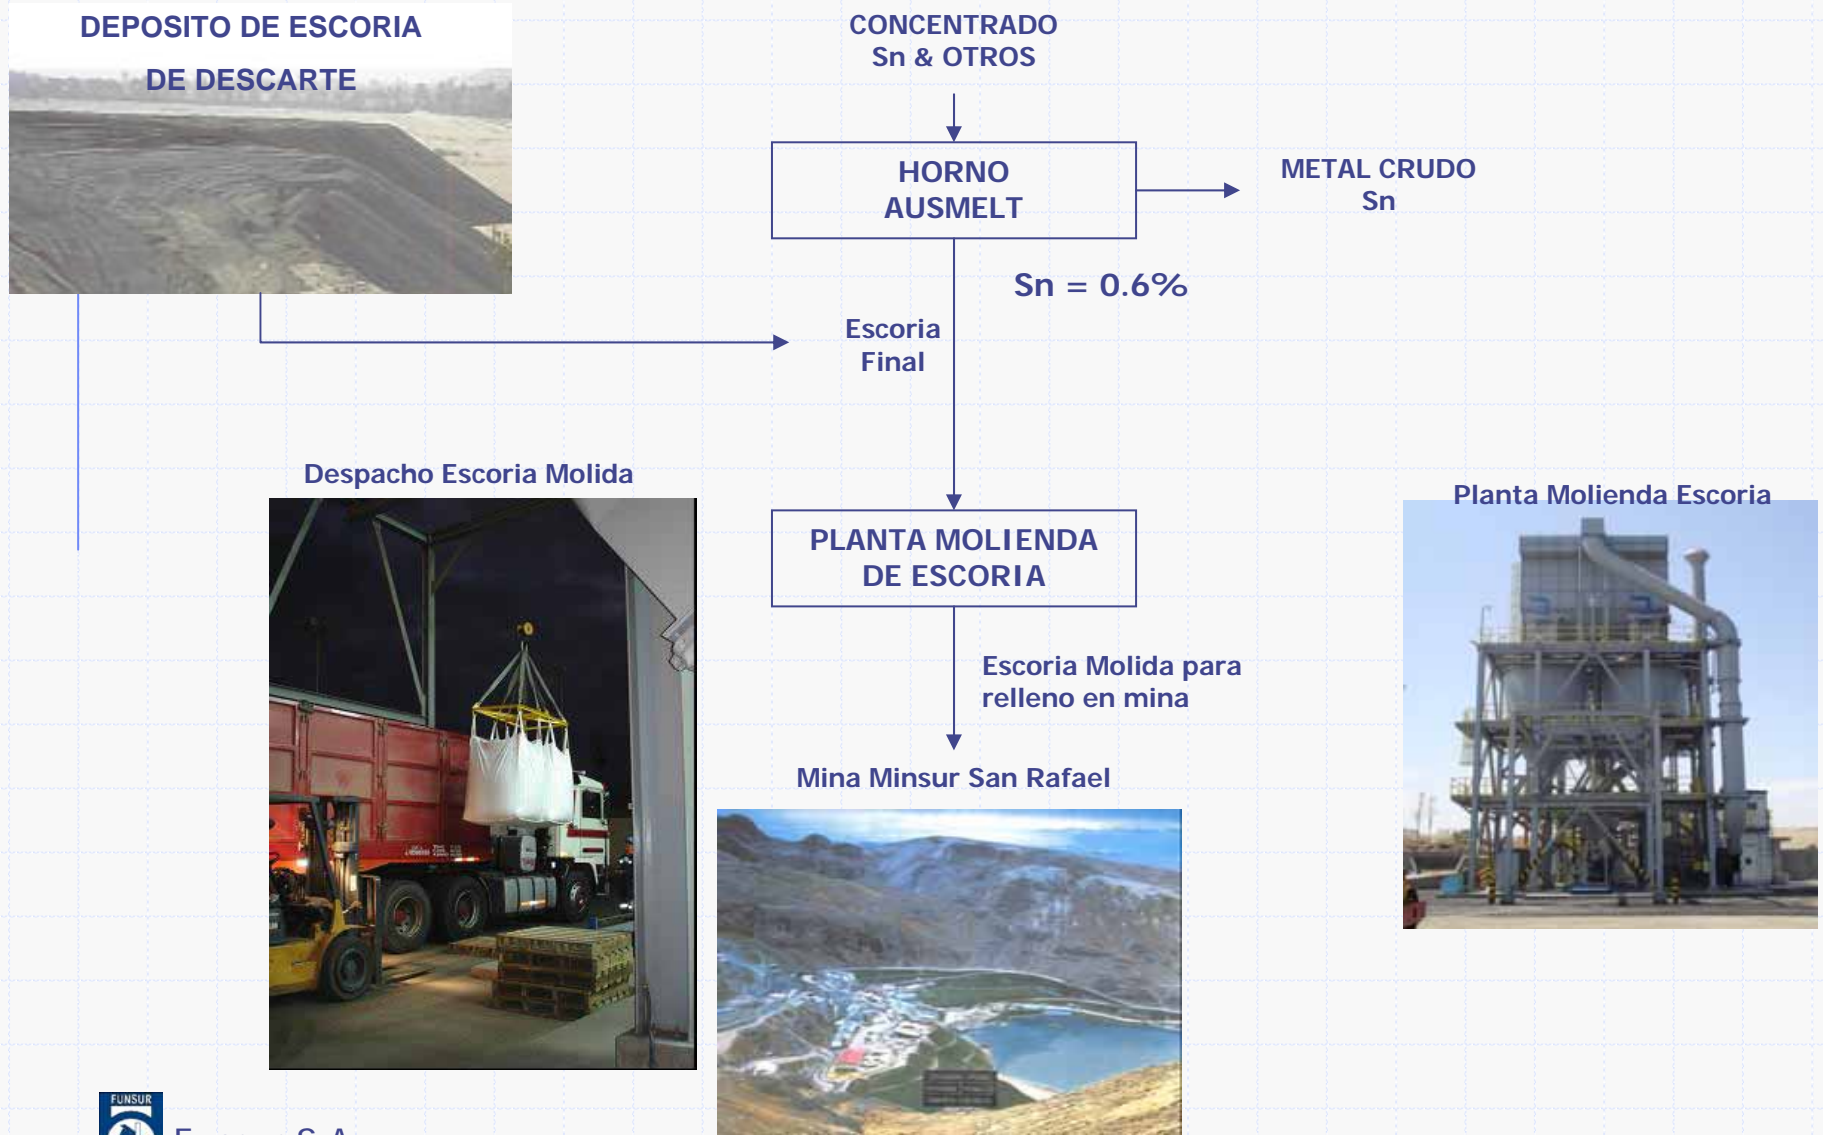 DEPOSITO DE ESCORIA
DE DESCARTE
CONCENTRADO
Sn & OTROS
HORNO
AUSMELT
METAL CRUDO
Sn
Sn = 0.6%
Escoria
Final
Despacho Escoria Molida
Planta Molienda Escoria
PLANTA MOLIENDA
DE ESCORIA
Escoria Molida para
relleno en mina
Mina Minsur San Rafael
FUNSUR
S.A.